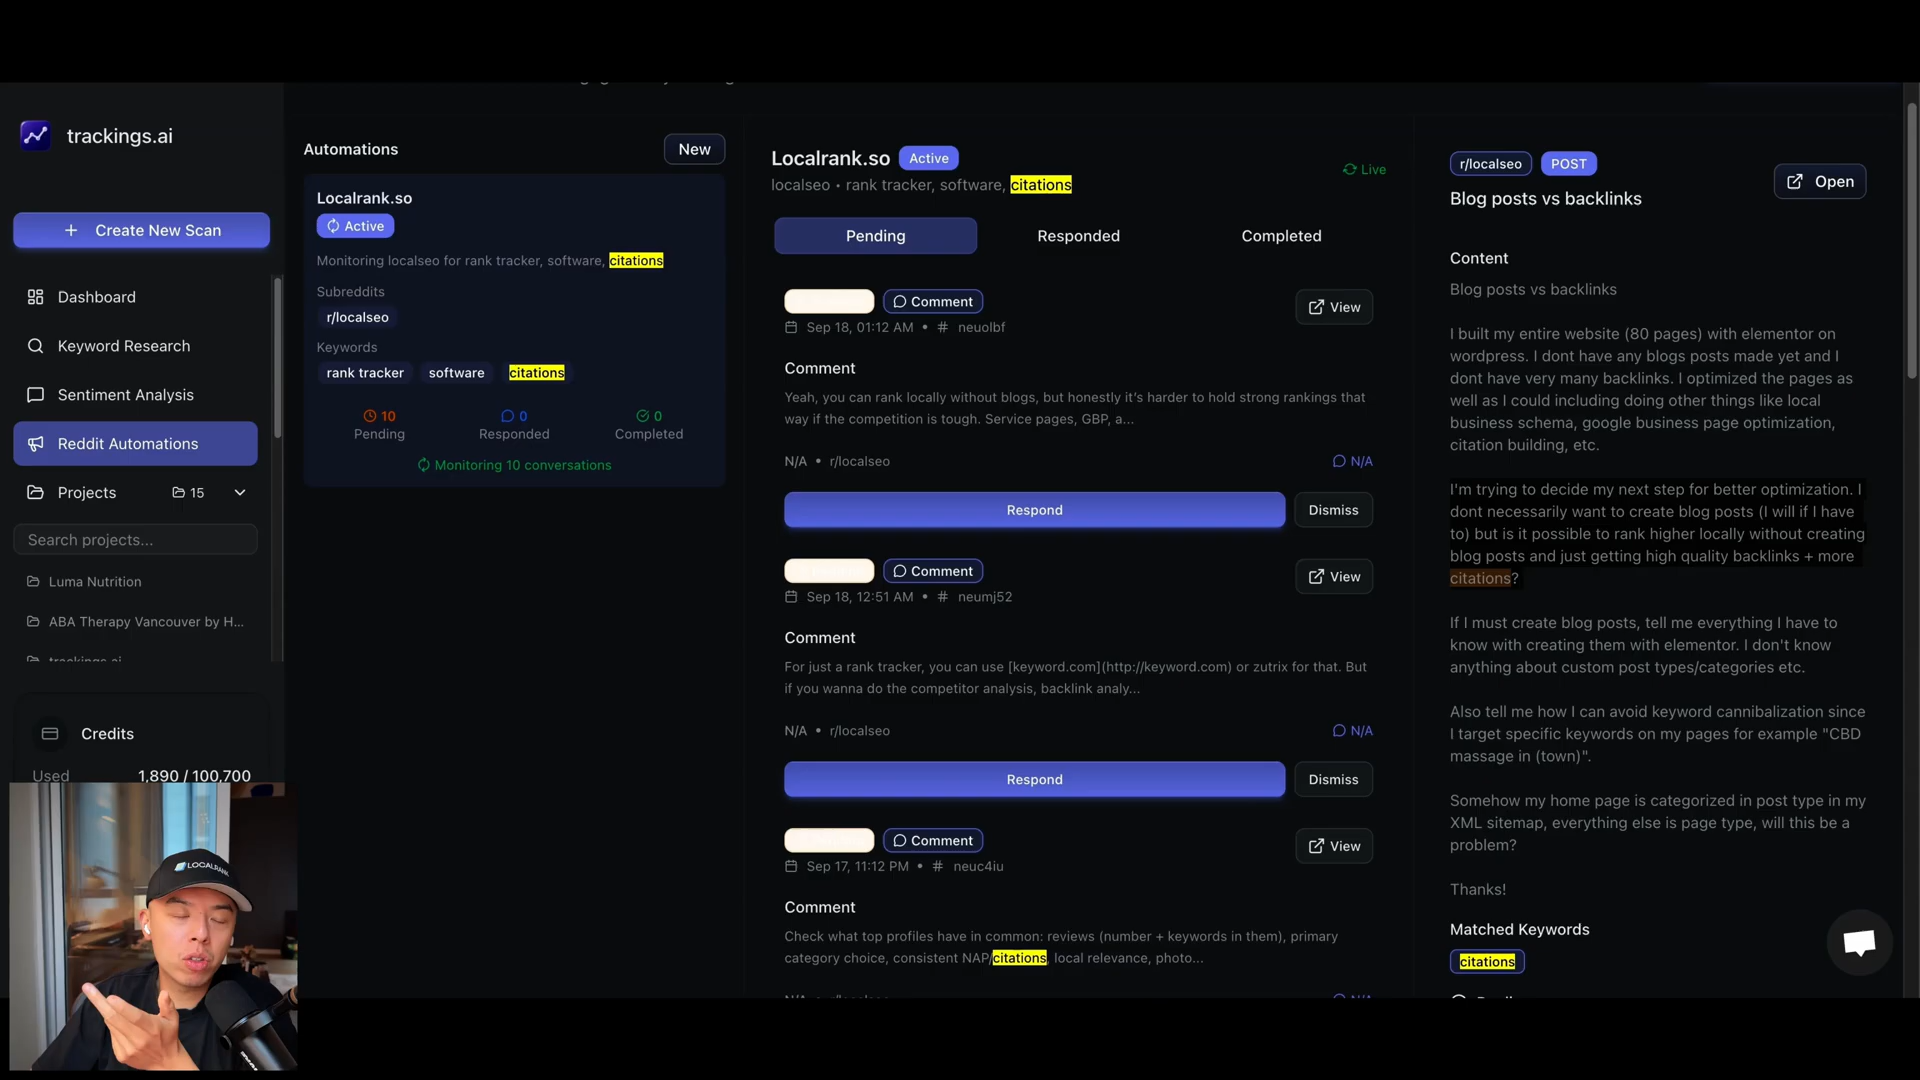 trackings.ai
Create New Scan
Dashboard
Keyword Research
Sentiment Analysis
Reddit Automations
Projects
15
Search projects...
Luma Nutrition
ABA Therapy Vancouver by H...
trackings.ai
Credits
Used
1,890 / 100,700
LOCALRANK
Automations
New
Localrank.so
Active
Monitoring localseo for rank tracker, software, citations
Subreddits
r/localseo
Keywords
rank tracker
software
citations
10
Pending
0
Responded
0
Completed
Monitoring 10 conversations
Localrank.so
Active
localseo • rank tracker, software, citations
Live
Pending
Responded
Completed
Comment
View
Sep 18, 01:12 AM • # neuolbf
Comment
Yeah, you can rank locally without blogs, but honestly it's harder to hold strong rankings that
way if the competition is tough. Service pages, GBP, a...
N/A • r/localseo
N/A
Respond
Dismiss
Comment
View
Sep 18, 12:51 AM • # neumj52
Comment
For just a rank tracker, you can use [keyword.com](http://keyword.com) or zutrix for that. But
if you wanna do the competitor analysis, backlink analy...
N/A • r/localseo
N/A
Respond
Dismiss
Comment
View
Sep 17, 11:12 PM • # neuc4iu
Comment
Check what top profiles have in common: reviews (number + keywords in them), primary
category choice, consistent NAP/citations, local relevance, photo...
r/localseo
POST
Open
Blog posts vs backlinks
Content
Blog posts vs backlinks
I built my entire website (80 pages) with elementor on
wordpress. I dont have any blogs posts made yet and I
dont have very many backlinks. I optimized the pages as
well as I could including doing other things like local
business schema, google business page optimization,
citation building, etc.
I'm trying to decide my next step for better optimization. I
dont necessarily want to create blog posts (I will if I have
to) but is it possible to rank higher locally without creating
blog posts and just getting high quality backlinks + more
citations?
If I must create blog posts, tell me everything I have to
know with creating them with elementor. I don't know
anything about custom post types/categories etc.
Also tell me how I can avoid keyword cannibalization since
I target specific keywords on my pages for example "CBD
massage in (town)".
Somehow my home page is categorized in post type in my
XML sitemap, everything else is page type, will this be a
problem?
Thanks!
Matched Keywords
citations